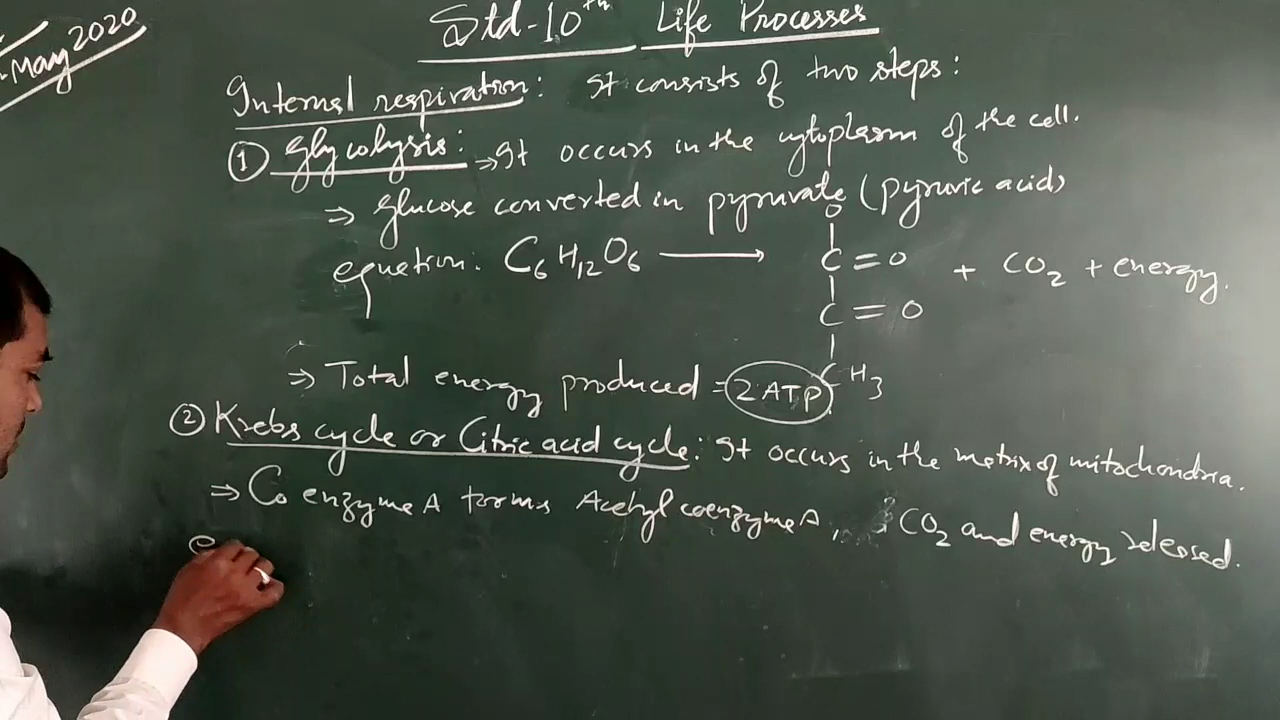 May 2020
Std-10th Life Processes
Internal respiration: It consists of two steps:
① Glycolysis: ⇒ It occurs in the cytoplasm of the cell.
⇒ Glucose converted in pyruvate (pyruvic acid)
equation: C6H12O6 ⟶ O
C=O + CO2 + energy.
C=O
CH3
⇒ Total energy produced = 2 ATP
② Krebs cycle or Citric acid cycle: It occurs in the matrix of mitochondria.
⇒ Co enzyme A forms Acetyl coenzyme A, CO2 and energy released.
e